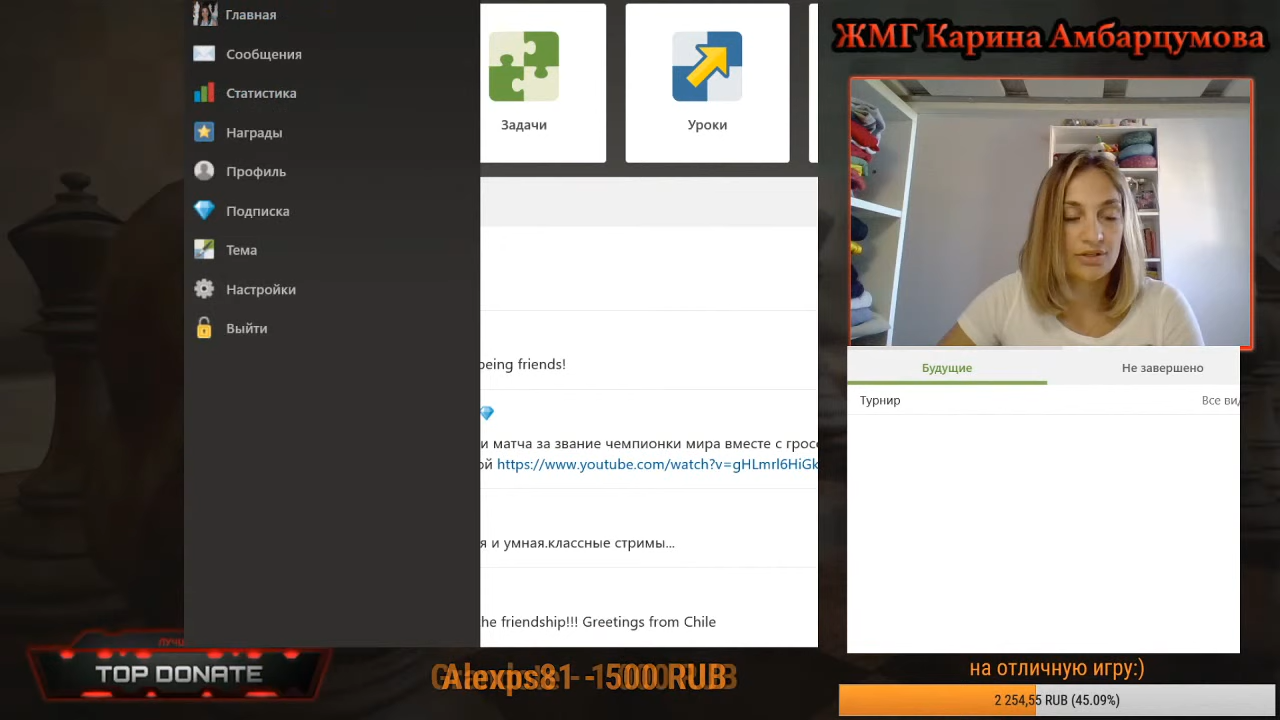 Главная
Сообщения
Статистика
Награды
Профиль
Подписка
Тема
Настройки
Выйти
Задачи
Уроки
being friends!
и матча за звание чемпионки мира вместе с грос
ой https://www.youtube.com/watch?v=gHLmrl6HiGk
я и умная.классные стримы...
he friendship!!! Greetings from Chile
ЖМГ Карина Амбарцумова
Будущие
Не завершено
Турнир
Все ви
TOP DONATE
Alexps81 - 500 RUB
на отличную игру:)
2 254,55 RUB (45.09%)